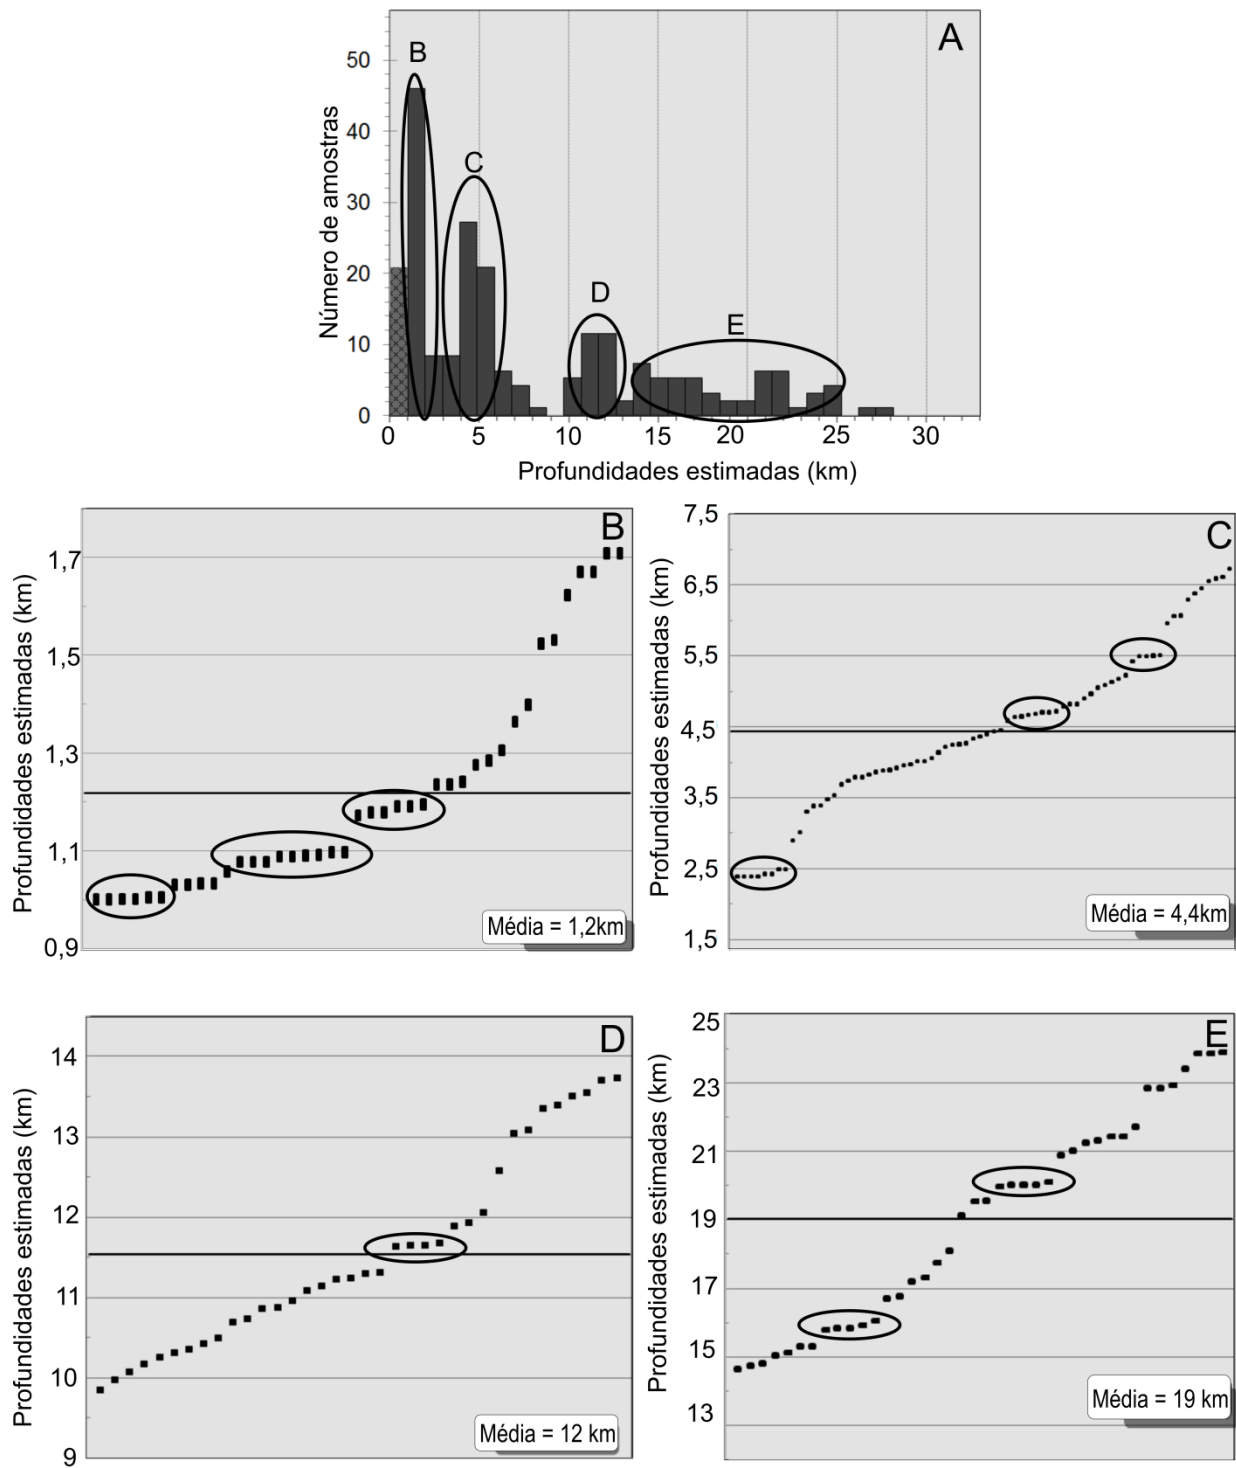 A
Número de amostras
50
40
30
20
10
0
B
C
D
E
0 5 10 15 20 25 30
Profundidades estimadas (km)
B
Profundidades estimadas (km)
1,7
1,5
1,3
1,1
0,9
Média = 1,2km
C
Profundidades estimadas (km)
7,5
6,5
5,5
4,5
3,5
2,5
1,5
Média = 4,4km
D
Profundidades estimadas (km)
14
13
12
11
10
9
Média = 12 km
E
Profundidades estimadas (km)
25
23
21
19
17
15
13
Média = 19 km